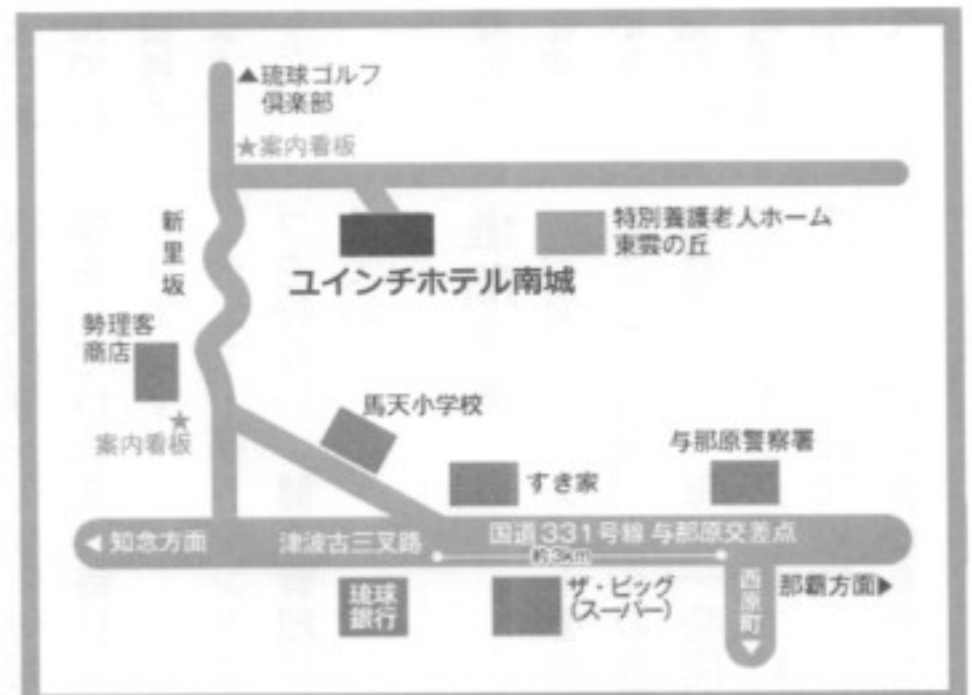 ▲琉球ゴルフ
倶楽部
★案内看板
新里坂
特別養護老人ホーム
東雲の丘
ユインチホテル南城
勢理客
商店
★
案内看板
馬天小学校
すき家
与那原警察署
◀知念方面
津波古三叉路
国道331号線 与那原交差点
約3km
琉球
銀行
ザ・ビッグ
(スーパー)
西原町
▼
那覇方面▶